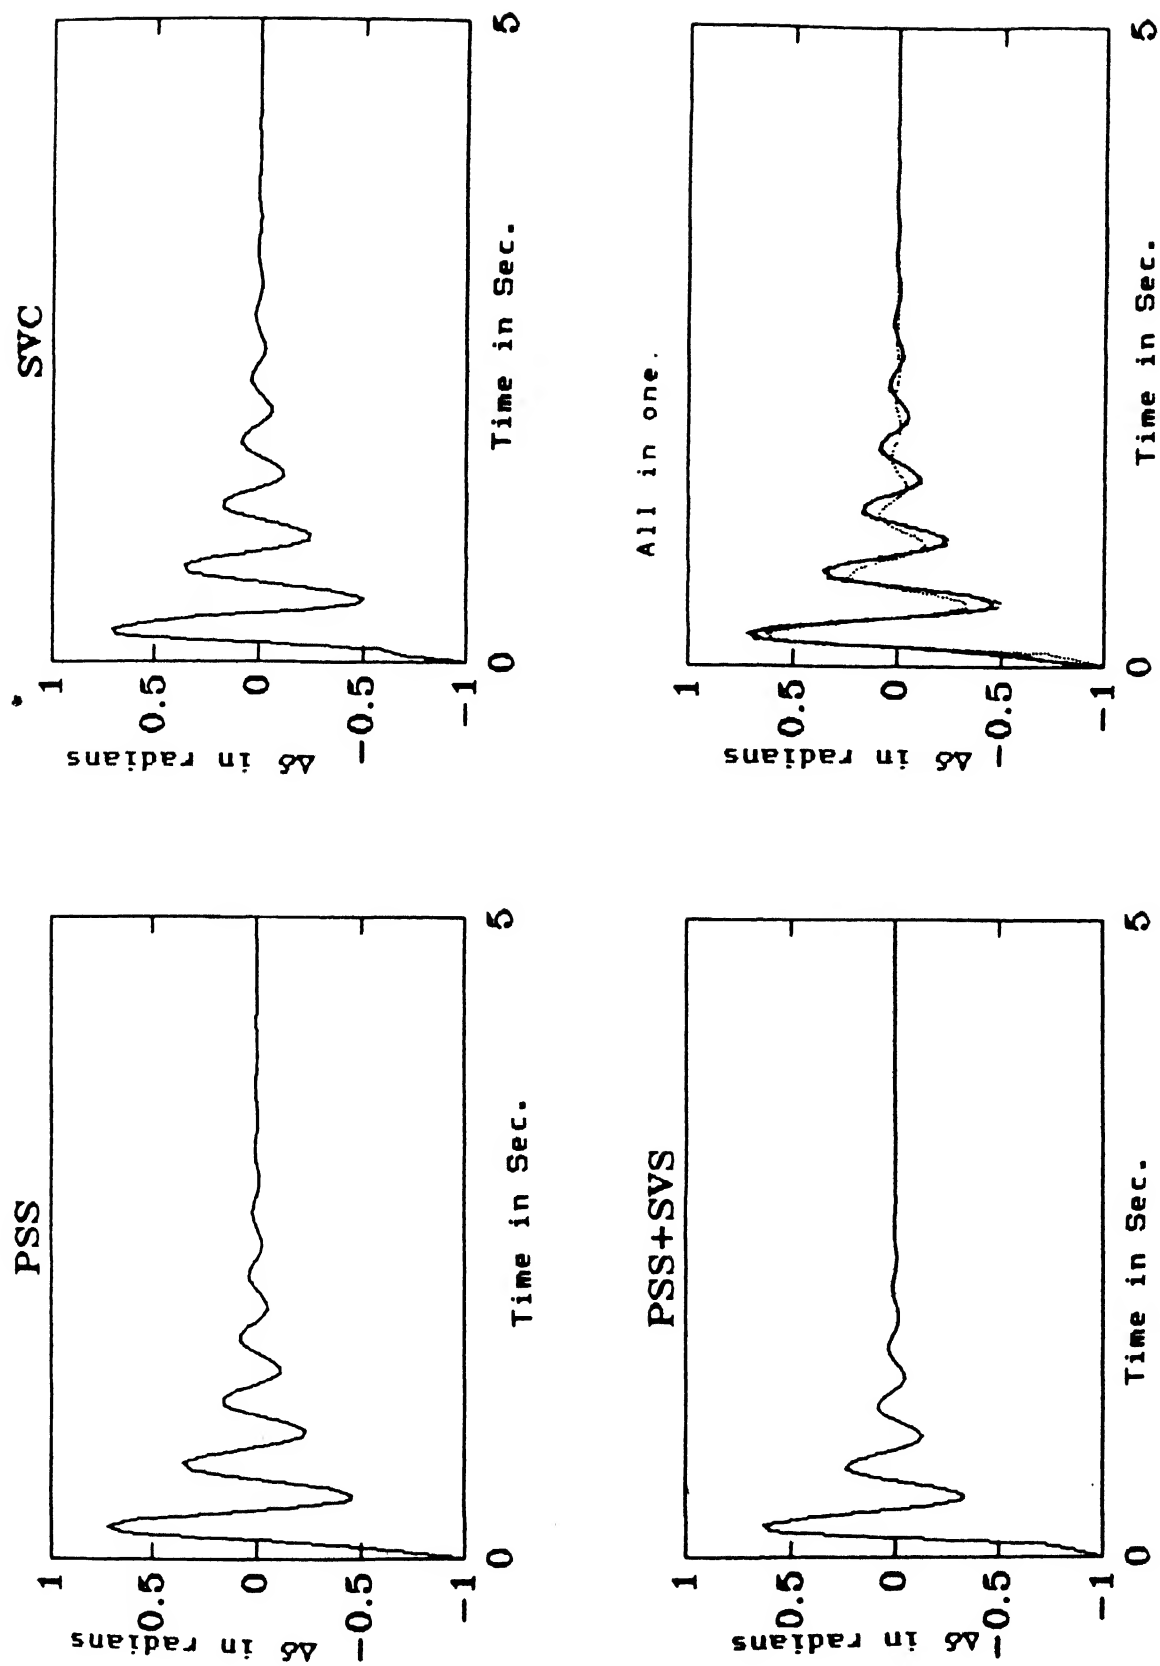 PSS
Δδ in radians
1
0.5
0
-0.5
-1
0
5
Time in Sec.
SVC
*
Δδ in radians
1
0.5
0
-0.5
-1
0
5
Time in Sec.
PSS+SVS
Δδ in radians
1
0.5
0
-0.5
-1
0
5
Time in Sec.
All in one.
Δδ in radians
1
0.5
0
-0.5
-1
0
5
Time in Sec.